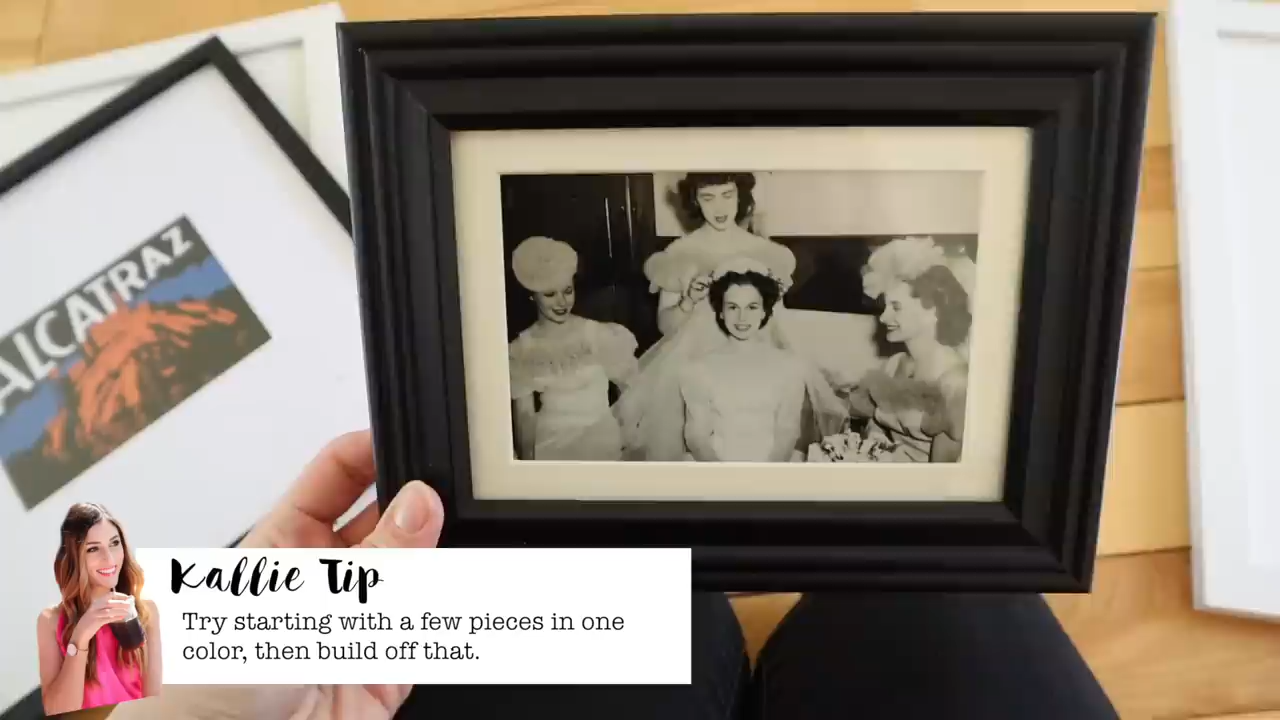 ALCATRAZ
Kallie Tip
Try starting with a few pieces in one
color, then build off that.